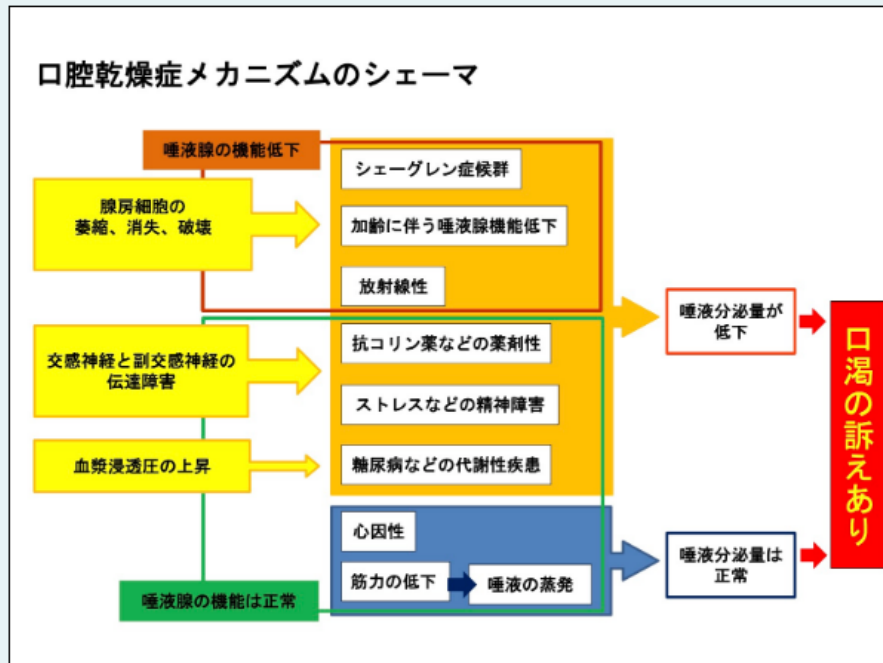 口腔乾燥症メカニズムのシェーマ
唾液腺の機能低下
腺房細胞の
萎縮、消失、破壊
シェーグレン症候群
加齢に伴う唾液腺機能低下
放射線性
交感神経と副交感神経の
伝達障害
抗コリン薬などの薬剤性
ストレスなどの精神障害
血漿浸透圧の上昇
糖尿病などの代謝性疾患
唾液分泌量が
低下
心因性
筋力の低下
唾液の蒸発
唾液腺の機能は正常
唾液分泌量は
正常
口渇の訴えあり